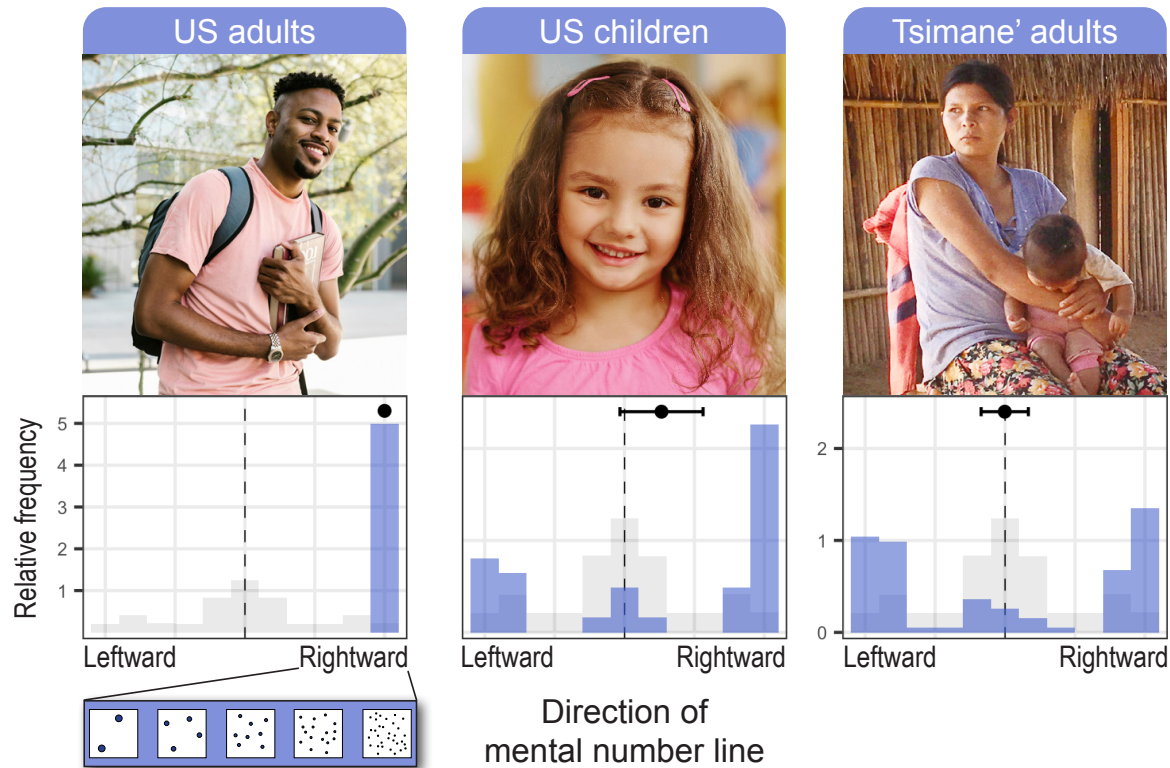 US adults
US children
Tsimane’ adults
Relative frequency
5
4
3
2
1
2
1
0
Leftward
Rightward
Leftward
Rightward
Leftward
Rightward
Direction of
mental number line